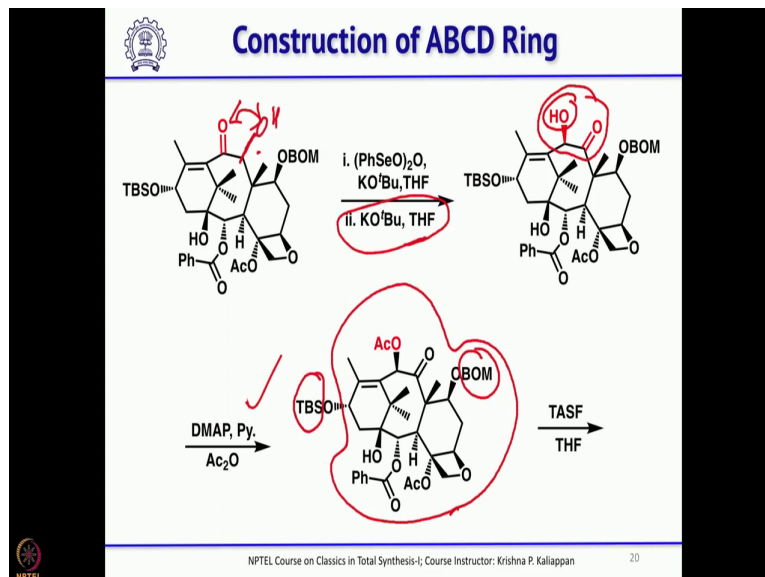 Construction of ABCD Ring
O
OH
OBOM
TBSO
HO
H
O
Ph
AcO
O
O
i. (PhSeO)₂O,
KOᵗBu,THF
ii. KOᵗBu, THF
HO
O
OBOM
TBSO
HO
H
O
Ph
AcO
O
O
DMAP, Py.
Ac₂O
AcO
O
OBOM
TBSO
HO
H
O
Ph
AcO
O
O
TASF
THF
NPTEL Course on Classics in Total Synthesis-I; Course Instructor: Krishna P. Kaliappan
20
NPTEL